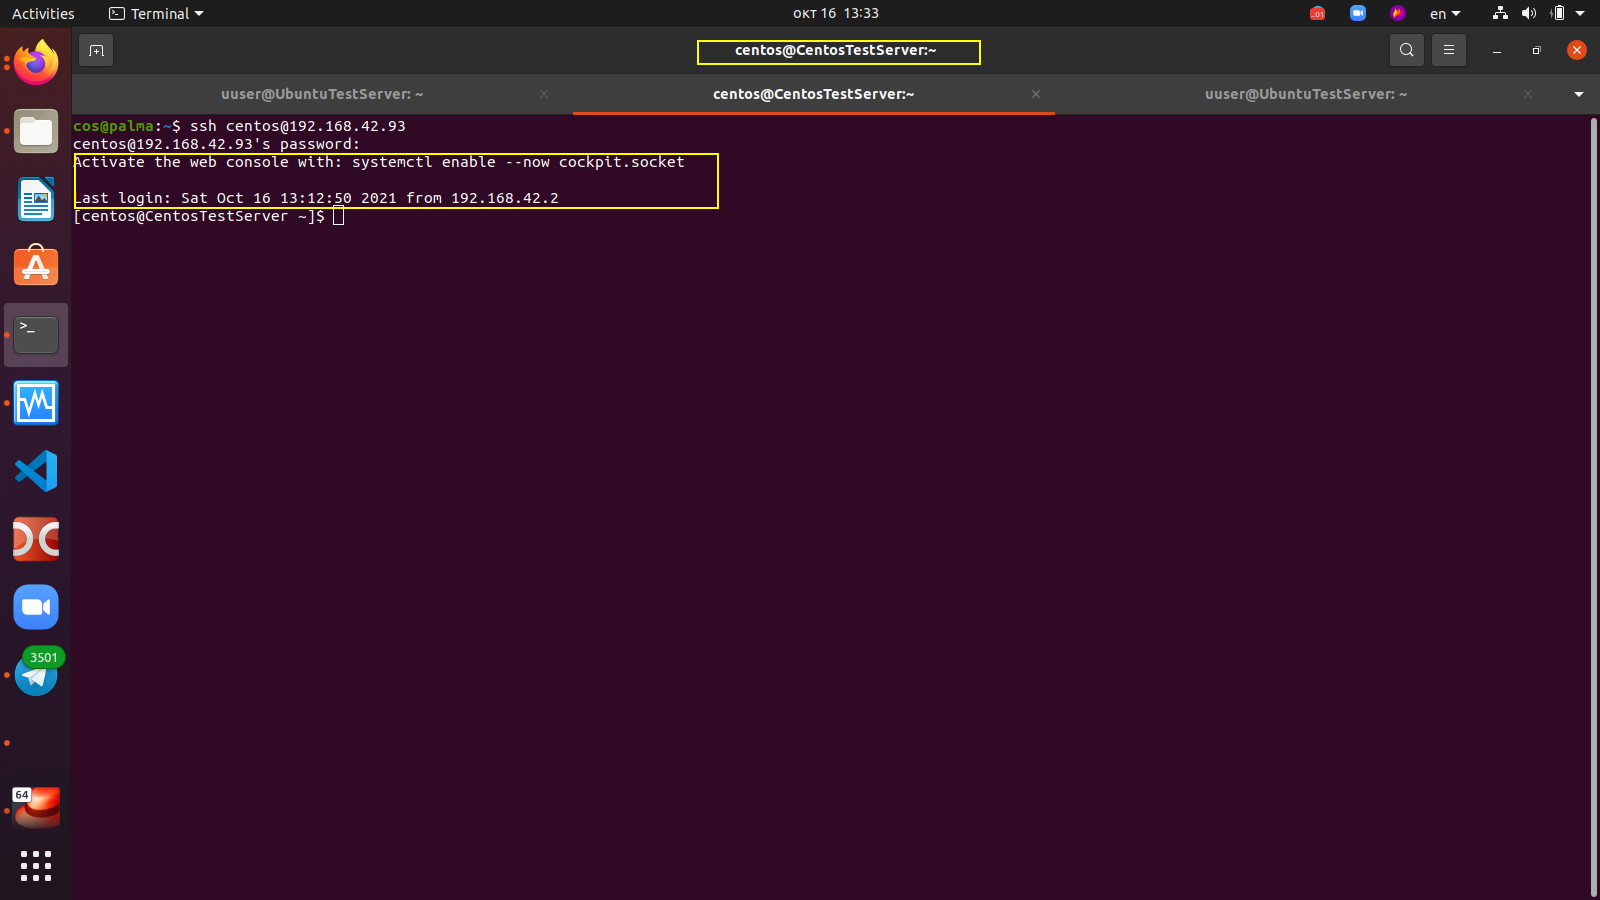 Activities
Terminal
окт 16 13:33
en
centos@CentosTestServer:~
uuser@UbuntuTestServer: ~
centos@CentosTestServer:~
uuser@UbuntuTestServer: ~
cos@palma:~$ ssh centos@192.168.42.93
centos@192.168.42.93's password:
Activate the web console with: systemctl enable --now cockpit.socket
Last login: Sat Oct 16 13:12:50 2021 from 192.168.42.2
[centos@CentosTestServer ~]$
>_
3501
64